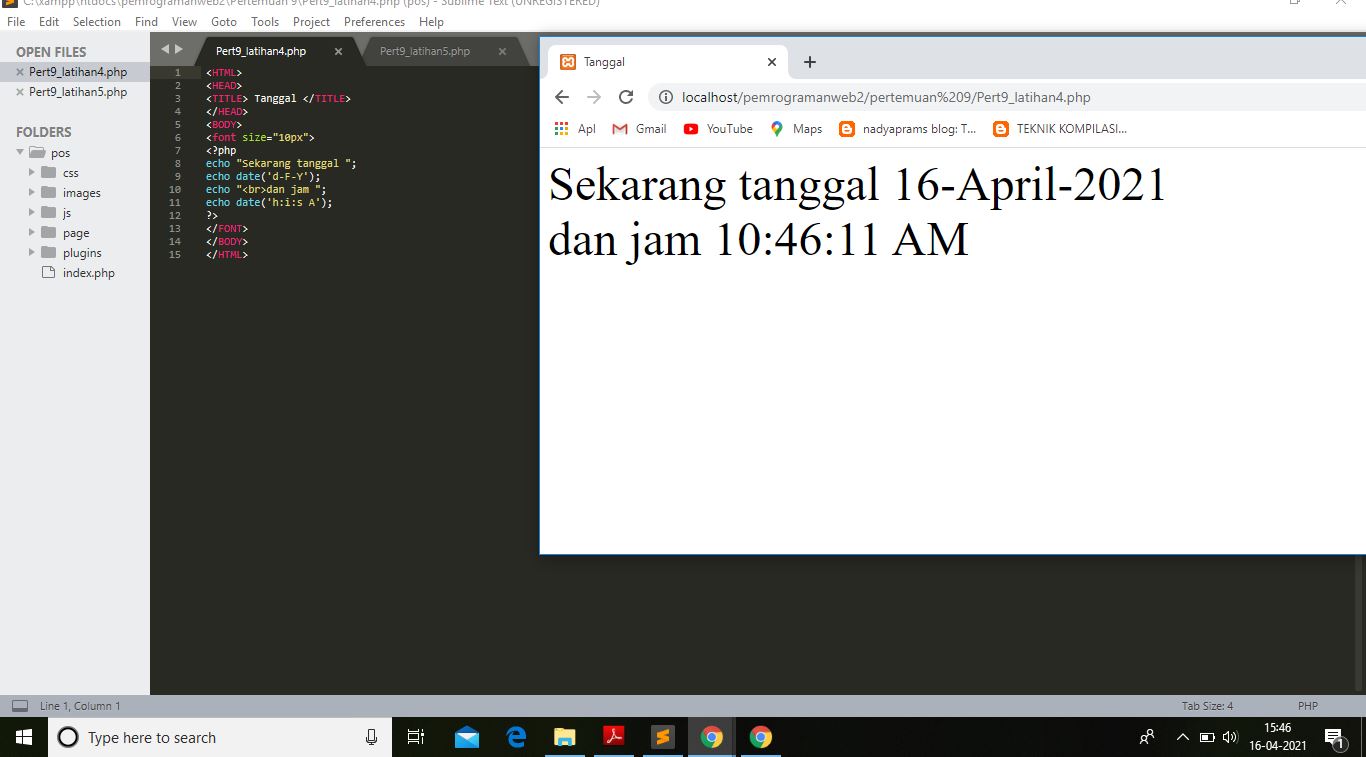 C:\xampp\htdocs\pemrogramanweb2\Pertemuan 9\Pert9_latihan4.php (pos) - Sublime Text (UNREGISTERED)
File Edit Selection Find View Goto Tools Project Preferences Help
OPEN FILES
Pert9_latihan4.php
Pert9_latihan5.php
FOLDERS
pos
css
images
js
page
plugins
index.php
Pert9_latihan4.php Pert9_latihan5.php
1 <HTML>
2 <HEAD>
3 <TITLE> Tanggal </TITLE>
4 </HEAD>
5 <BODY>
6 <font size="10px">
7 <?php
8 echo "Sekarang tanggal ";
9 echo date('d-F-Y');
10 echo "<br>dan jam ";
11 echo date('h:i:s A');
12 ?>
13 </FONT>
14 </BODY>
15 </HTML>
Tanggal
localhost/pemrogramanweb2/pertemuan%209/Pert9_latihan4.php
Apl Gmail YouTube Maps nadyaprams blog: T... TEKNIK KOMPILASI...
Sekarang tanggal 16-April-2021
dan jam 10:46:11 AM
Line 1, Column 1 Tab Size: 4 PHP
Type here to search
15:46
16-04-2021
1